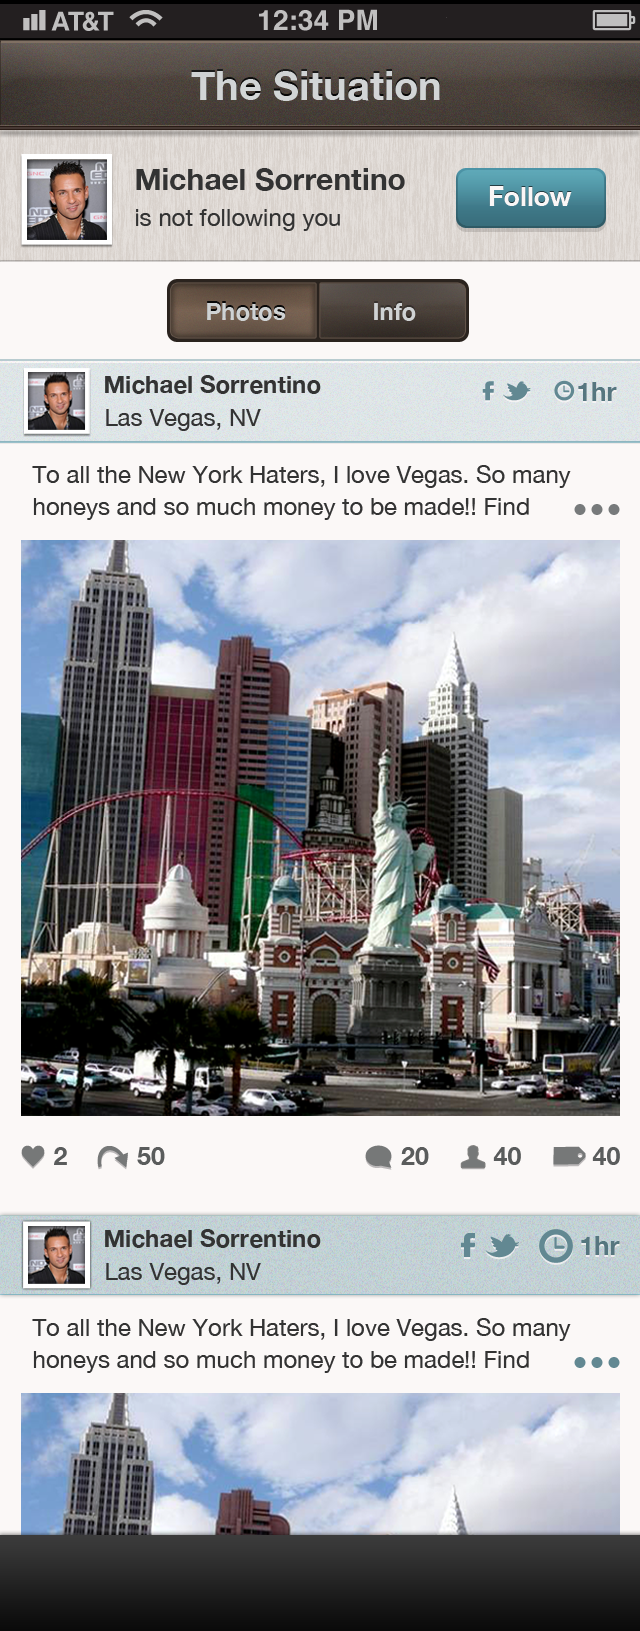 AT&T 12:34 PM
The Situation
Michael Sorrentino
is not following you
Follow
Photos Info
Michael Sorrentino
Las Vegas, NV
1hr
To all the New York Haters, I love Vegas. So many
honeys and so much money to be made!! Find
2 50 20 40 40
Michael Sorrentino
Las Vegas, NV
1hr
To all the New York Haters, I love Vegas. So many
honeys and so much money to be made!! Find